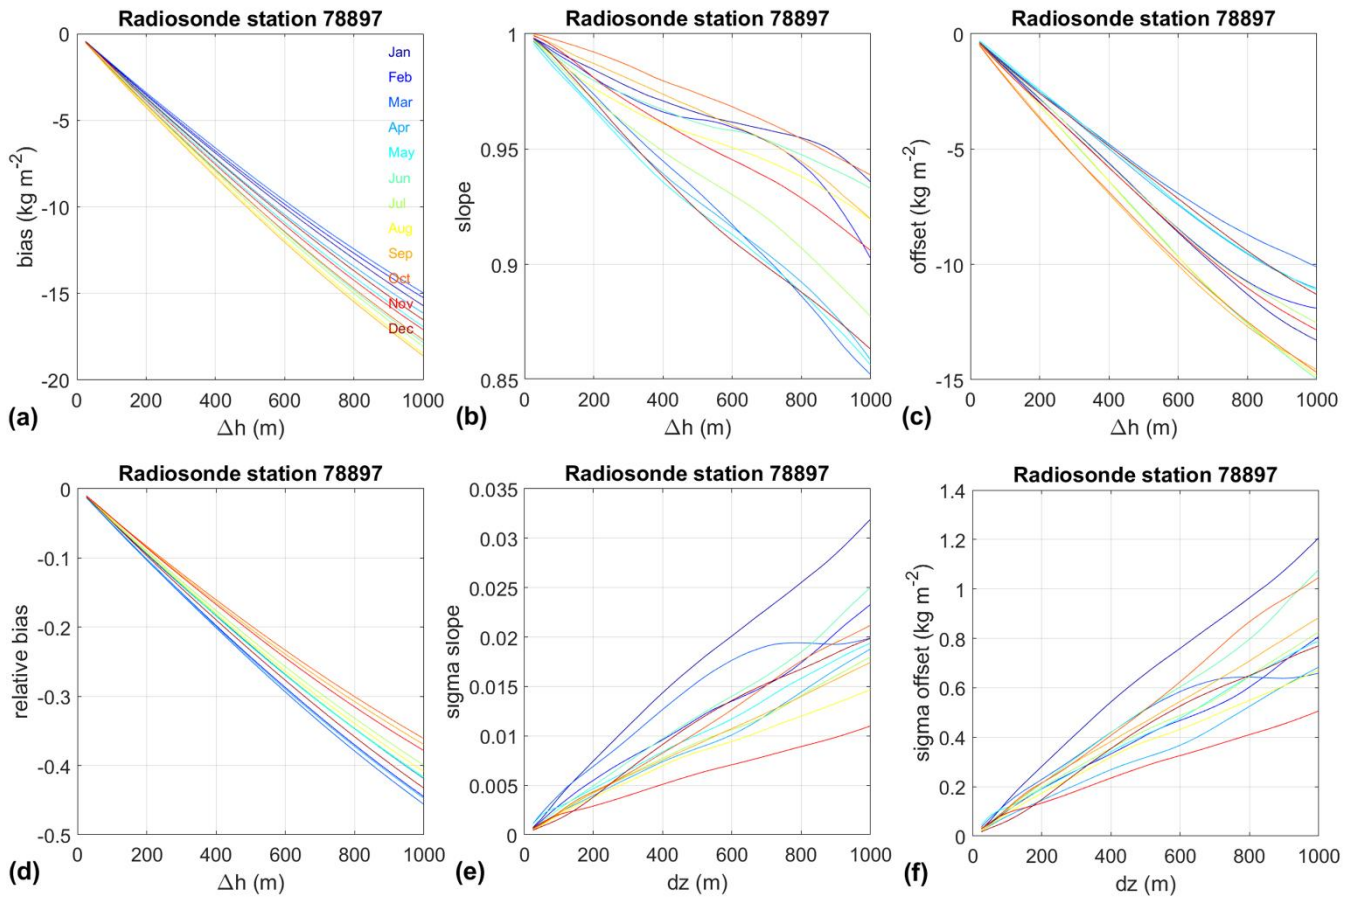 Radiosonde station 78897
0
-5
-10
-15
-20
bias (kg m-2)
Jan
Feb
Mar
Apr
May
Jun
Jul
Aug
Sep
Oct
Nov
Dec
0 200 400 600 800 1000
Δh (m)
(a)
Radiosonde station 78897
1
0.95
0.9
0.85
slope
0 200 400 600 800 1000
Δh (m)
(b)
Radiosonde station 78897
0
-5
-10
-15
offset (kg m-2)
0 200 400 600 800 1000
Δh (m)
(c)
Radiosonde station 78897
0
-0.1
-0.2
-0.3
-0.4
-0.5
relative bias
0 200 400 600 800 1000
Δh (m)
(d)
Radiosonde station 78897
0.035
0.03
0.025
0.02
0.015
0.01
0.005
0
sigma slope
0 200 400 600 800 1000
dz (m)
(e)
Radiosonde station 78897
1.4
1.2
1
0.8
0.6
0.4
0.2
0
sigma offset (kg m-2)
0 200 400 600 800 1000
dz (m)
(f)